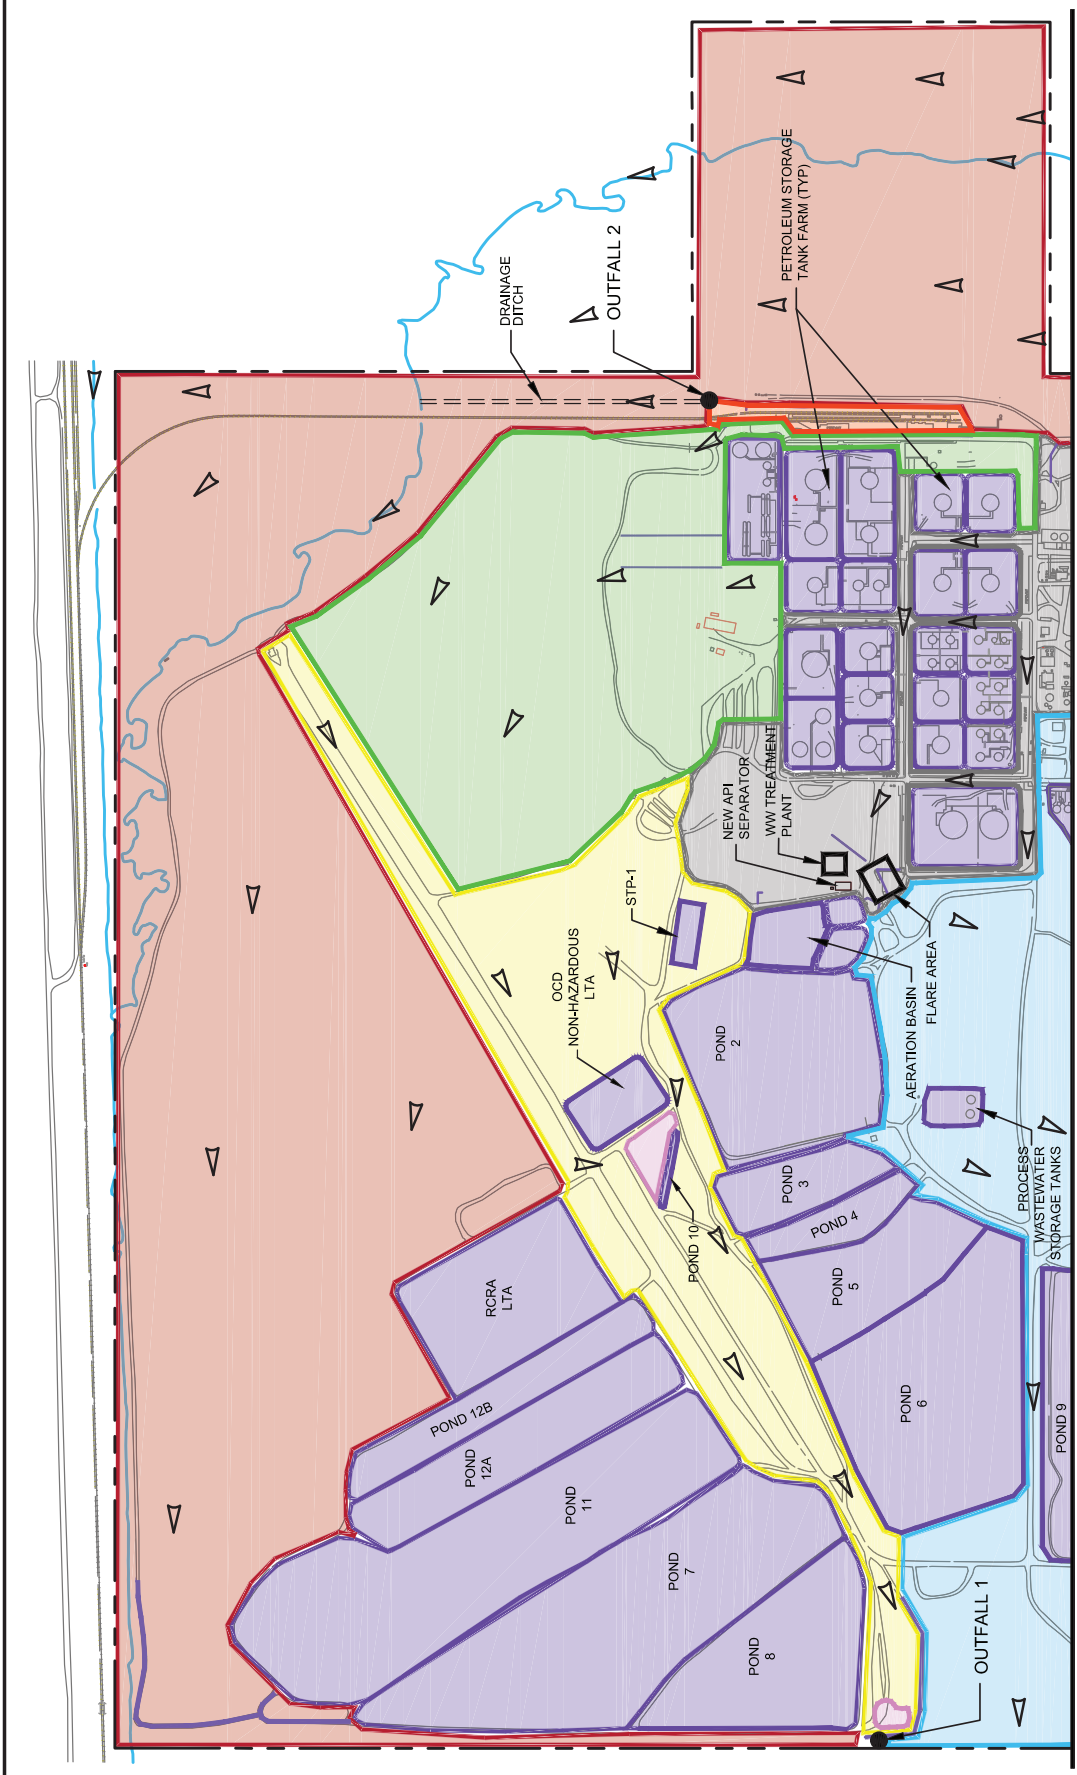 PETROLEUM STORAGE
TANK FARM (TYP)
OUTFALL 2
DRAINAGE
DITCH
NEW API
SEPARATOR
WW TREATMENT
PLANT
STP-1
OCD
NON-HAZARDOUS
LTA
AERATION BASIN
FLARE AREA
POND
2
PROCESS
WASTEWATER
STORAGE TANKS
POND
3
POND 4
POND 10
POND
5
RCRA
LTA
POND
6
POND 9
POND 12B
POND
12A
POND
11
POND
7
POND
8
OUTFALL 1